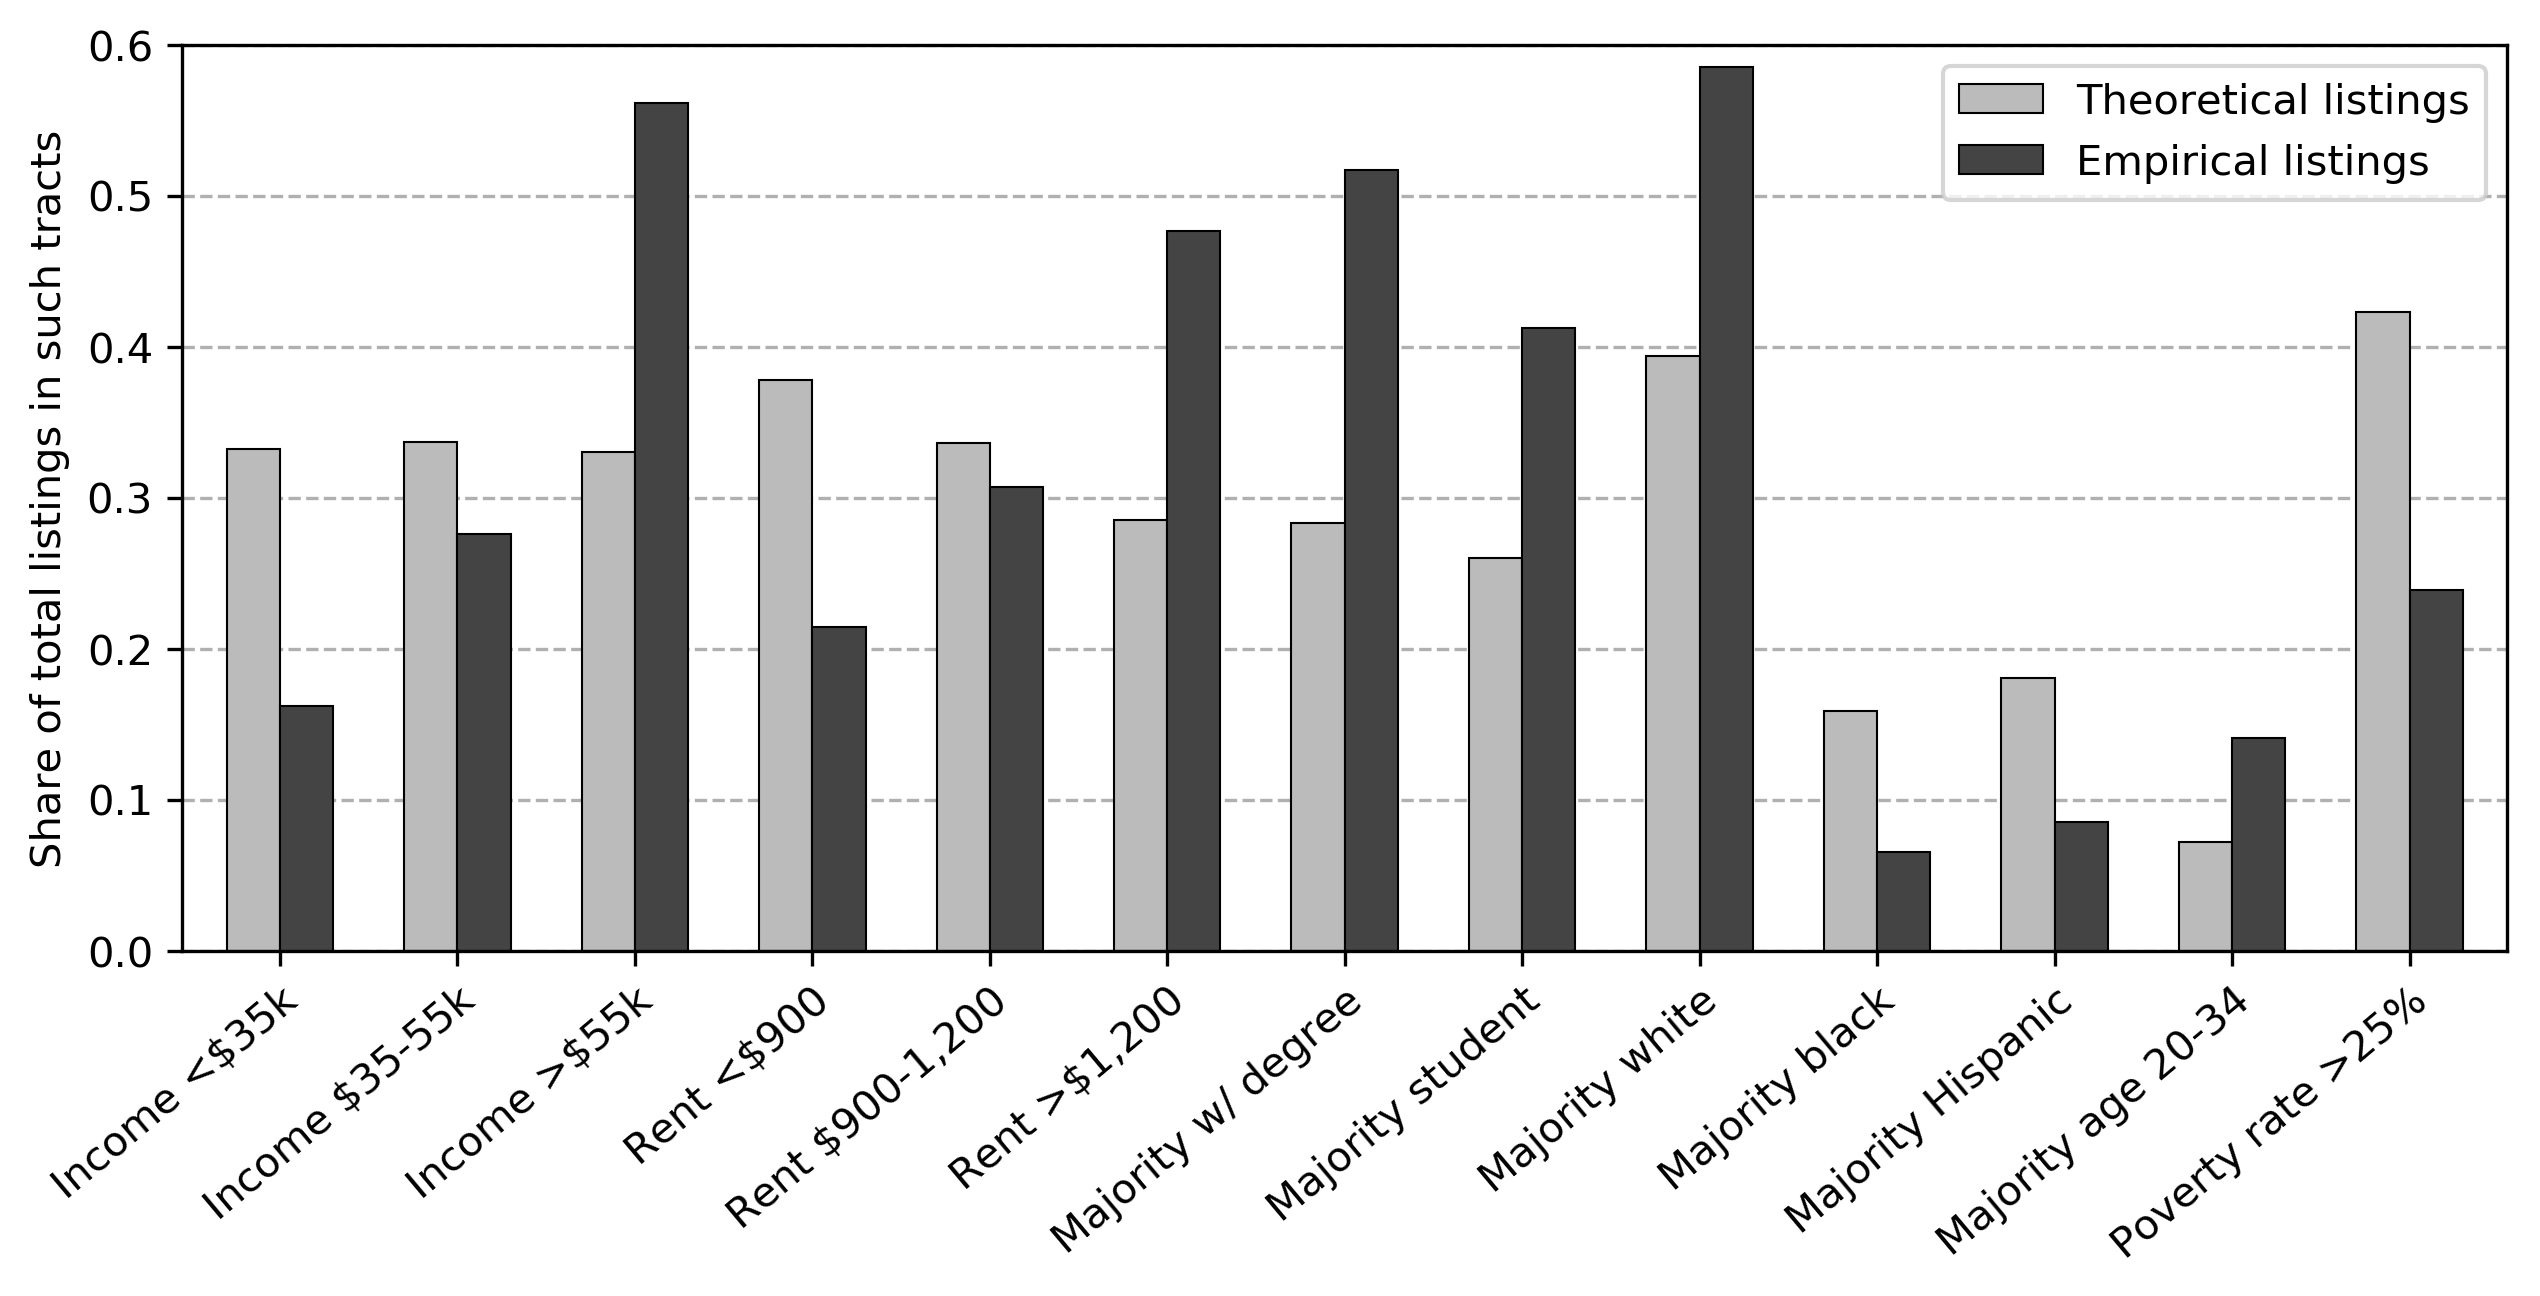 Share of total listings in such tracts
0.6
0.5
0.4
0.3
0.2
0.1
0.0
Theoretical listings
Empirical listings
Income <$35k
Income $35-55k
Income >$55k
Rent <$900
Rent $900-1,200
Rent >$1,200
Majority w/ degree
Majority student
Majority white
Majority black
Majority Hispanic
Majority age 20-34
Poverty rate >25%